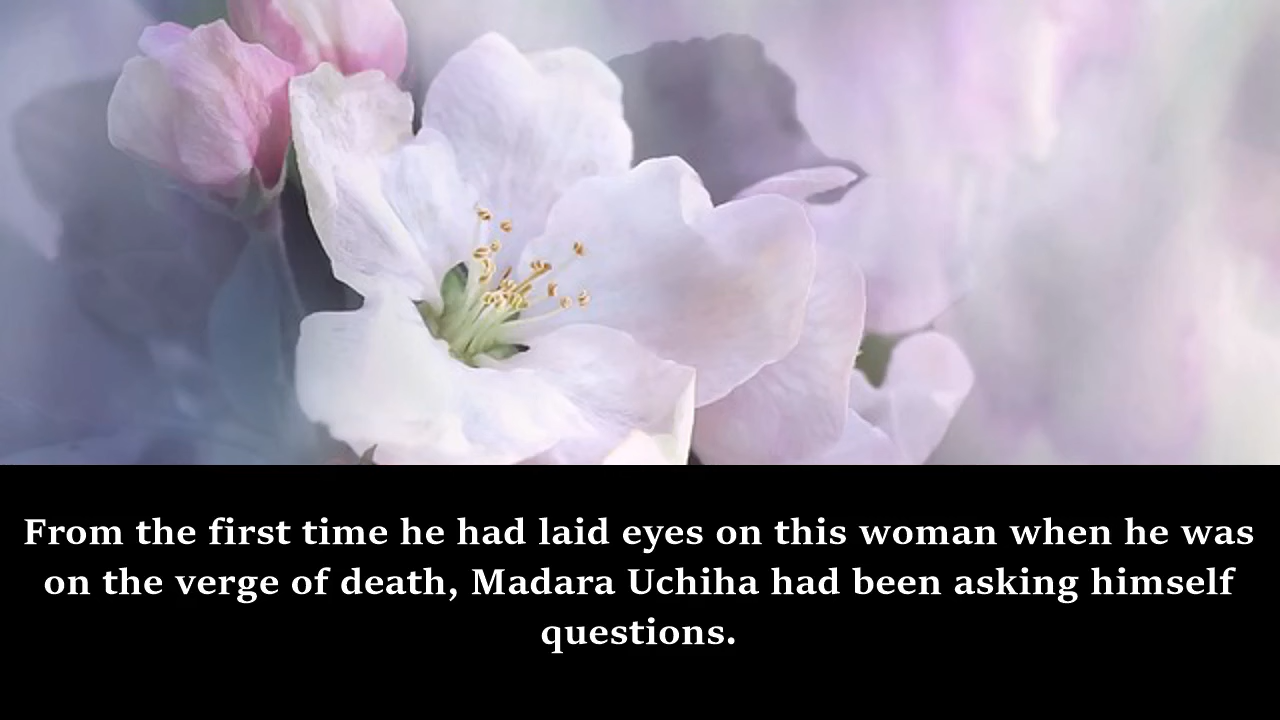 From the first time he had laid eyes on this woman when he was
on the verge of death, Madara Uchiha had been asking himself
questions.